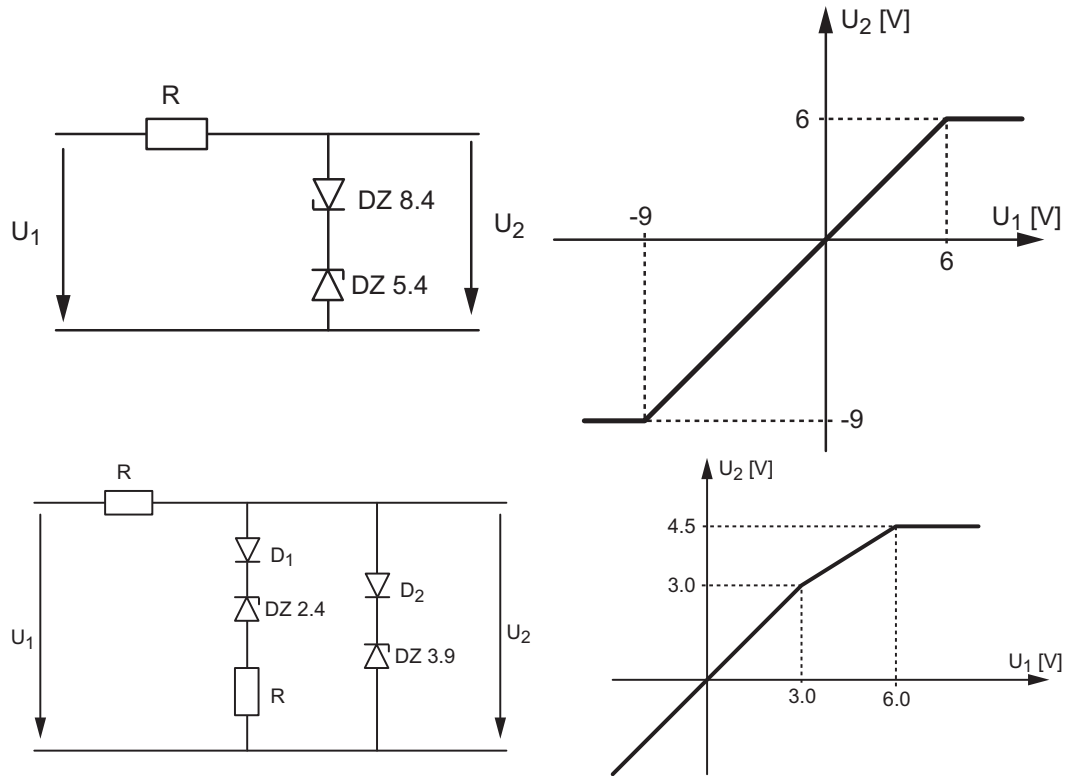 R
U1
DZ 8.4
DZ 5.4
U2
U2 [V]
6
-9
U1 [V]
6
-9
R
U1
D1
DZ 2.4
R
D2
DZ 3.9
U2
U2 [V]
4.5
3.0
U1 [V]
3.0
6.0